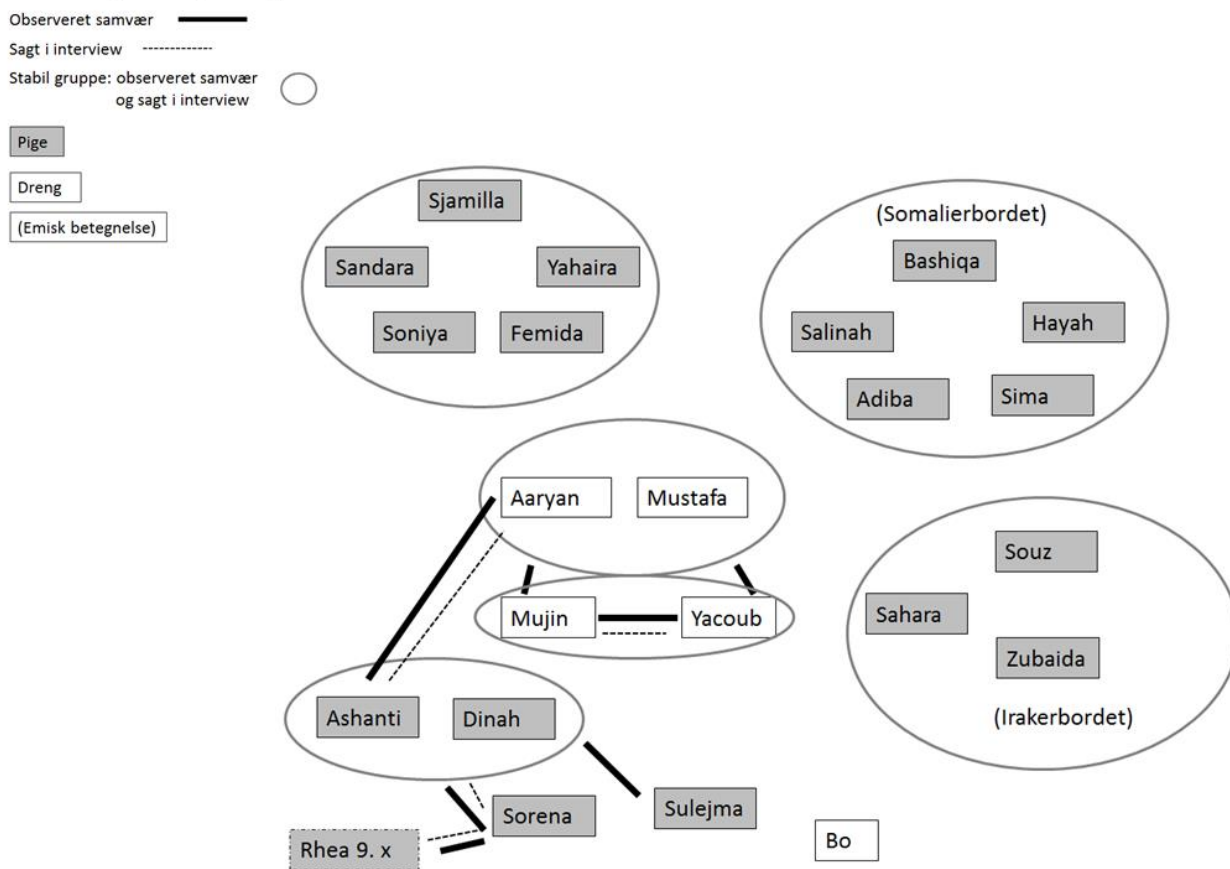 Observeret samvær
Sagt i interview
Stabil gruppe: observeret samvær
og sagt i interview
Pige
Dreng
(Emisk betegnelse)
Sjamilla
Sandara
Yahaira
Soniya
Femida
(Somalierbordet)
Bashiqa
Salinah
Hayah
Adiba
Sima
Aaryan
Mustafa
Mujin
Yacoub
Souz
Sahara
Zubaida
(Irakerbordet)
Ashanti
Dinah
Sorena
Sulejma
Rhea 9. x
Bo